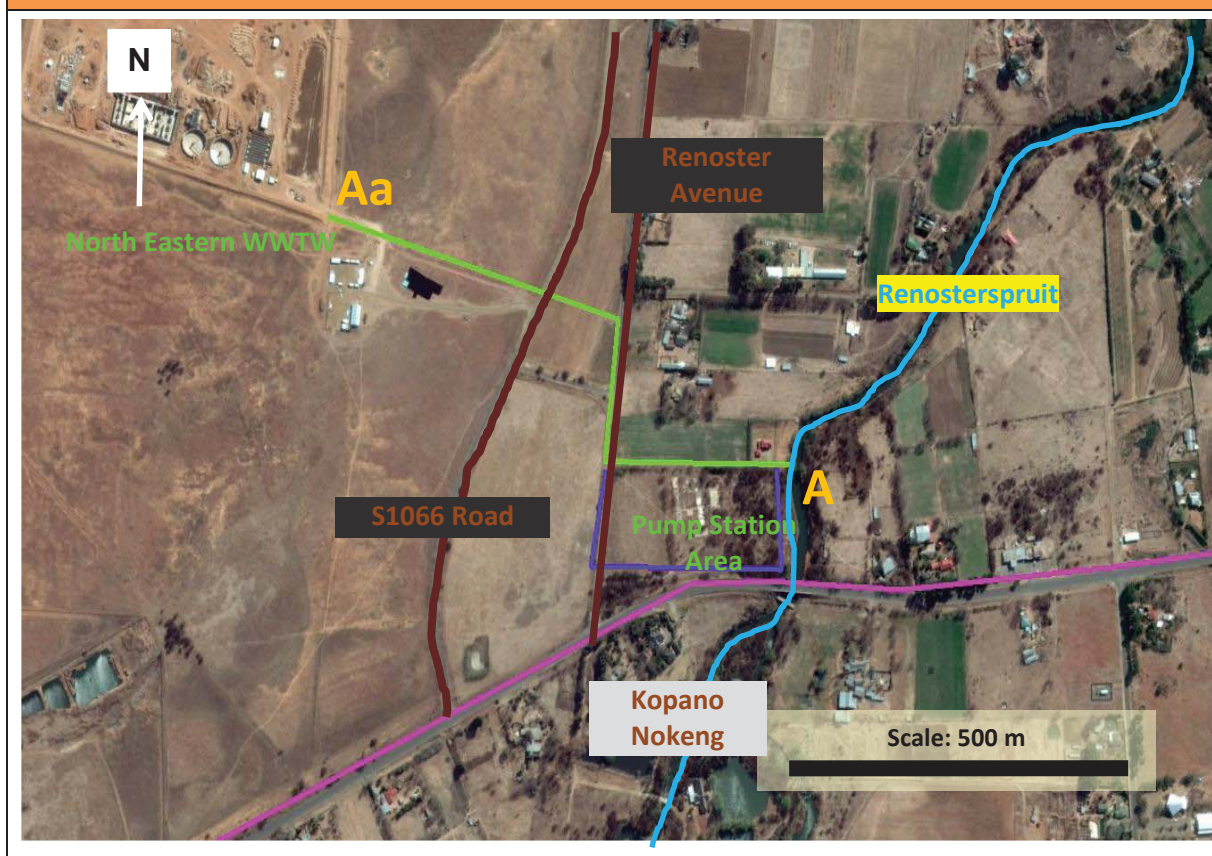 N
Aa
North Eastern WWTW
Renoster
Avenue
Renosterspruit
S1066 Road
A
Pump Station
Area
Kopano
Nokeng
Scale: 500 m